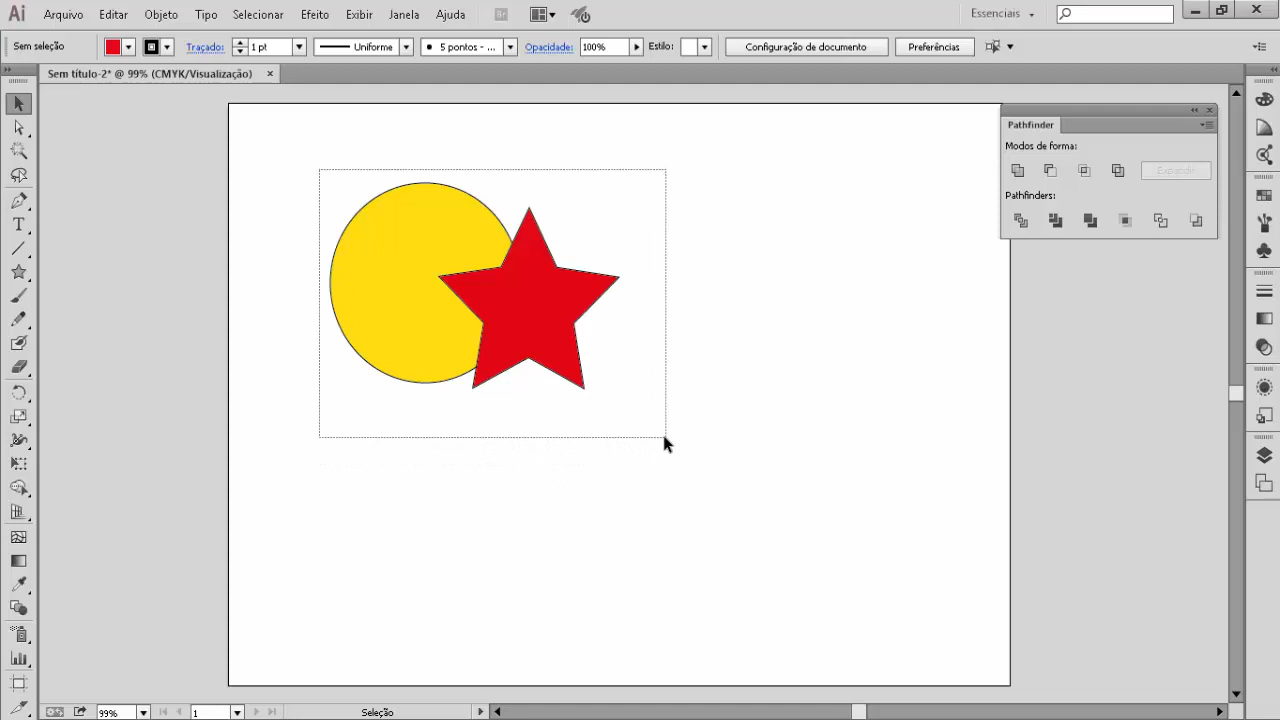 Ai Arquivo Editar Objeto Tipo Selecionar Efeito Exibir Janela Ajuda Br Essenciais
Sem seleção Traçado: 1 pt Uniforme 5 pontos - ... Opacidade: 100% Estilo: Configuração de documento Preferências
Sem título-2* @ 99% (CMYK/Visualização)
Pathfinder
Modos de forma:
Expandir
Pathfinders:
99% 1 Seleção